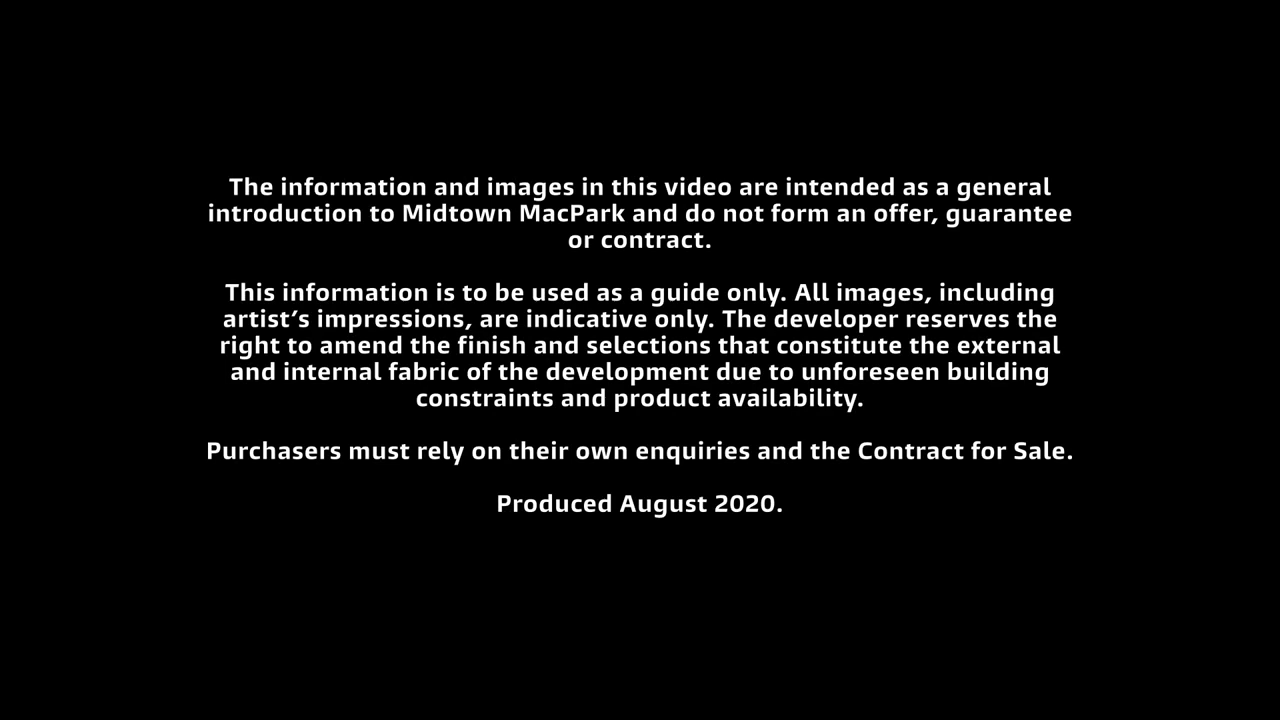 The information and images in this video are intended as a general
introduction to Midtown MacPark and do not form an offer, guarantee
or contract.
This information is to be used as a guide only. All images, including
artist’s impressions, are indicative only. The developer reserves the
right to amend the finish and selections that constitute the external
and internal fabric of the development due to unforeseen building
constraints and product availability.
Purchasers must rely on their own enquiries and the Contract for Sale.
Produced August 2020.